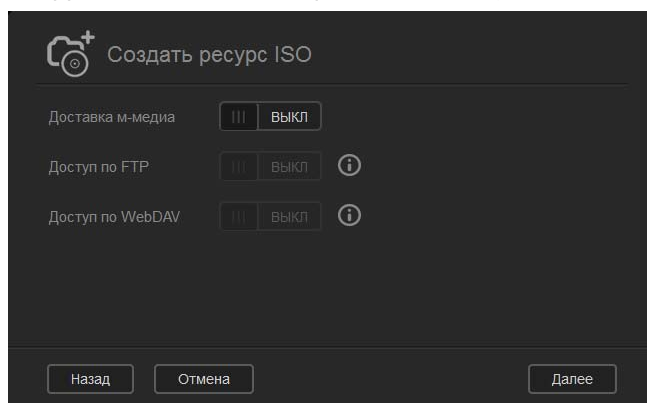 Создать ресурс ISO
Доставка м-медиа ВЫКЛ
Доступ по FTP ВЫКЛ
Доступ по WebDAV ВЫКЛ
Назад Отмена Далее